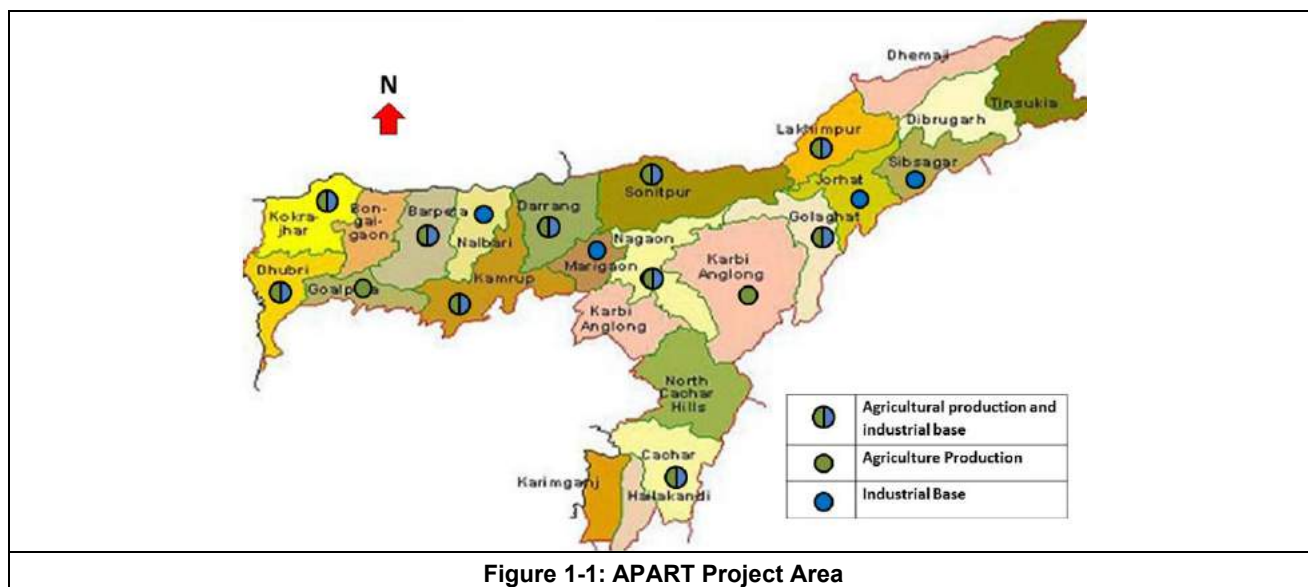 N
Dhemaji
Tinsukia
Dibrugarh
Lakhimpur
Sibsagar
Jorhat
Sonitpur
Golaghat
Kokra-
jhar
Bon-
gai-
gaon
Barpeta
Nalbari
Darrang
Nagaon
Marigaon
Karbi
Anglong
Dhubri
Goalpara
Kamrup
Karbi
Anglong
North
Cachar
Hills
Cachar
Karimganj
Hailakandi
Agricultural production and
industrial base
Agriculture Production
Industrial Base
Figure 1-1: APART Project Area